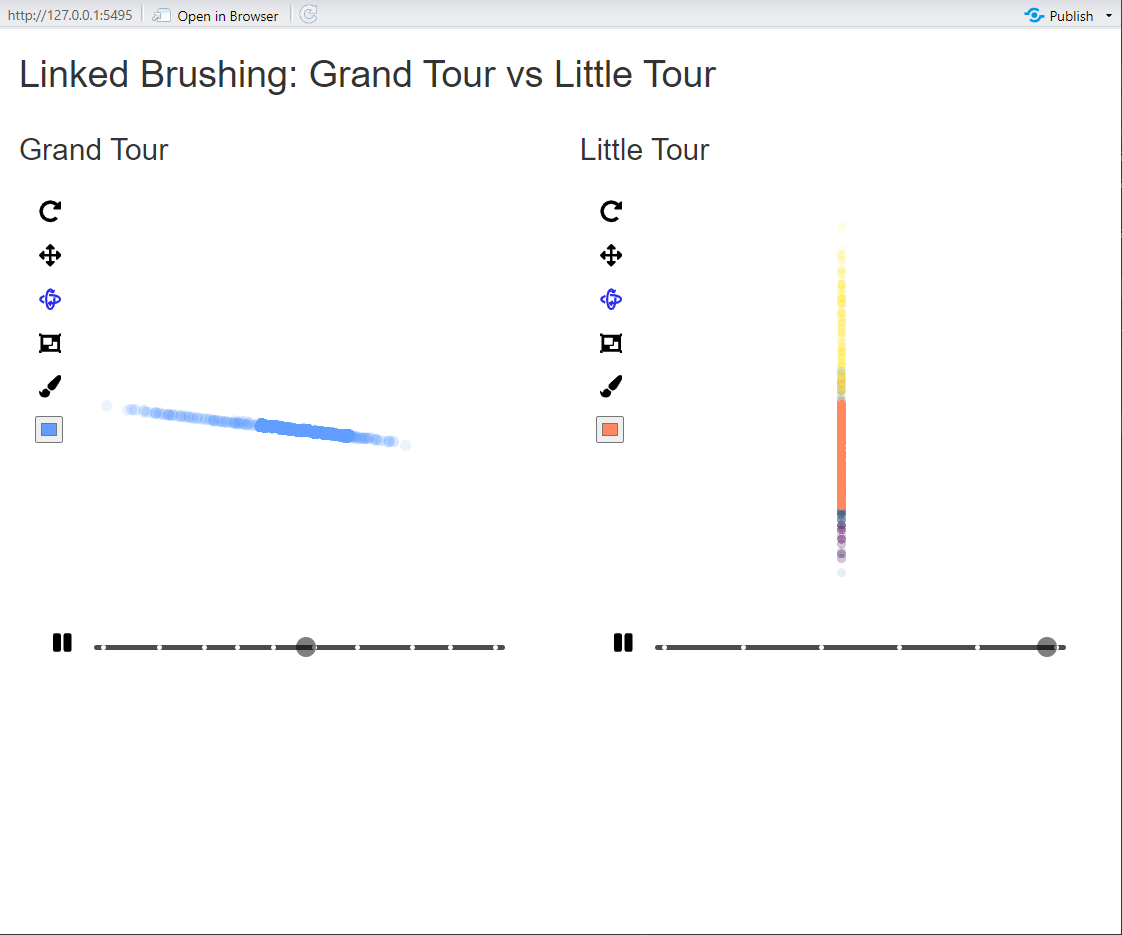 http://127.0.0.1:5495 Open in Browser Publish
Linked Brushing: Grand Tour vs Little Tour
Grand Tour
Little Tour